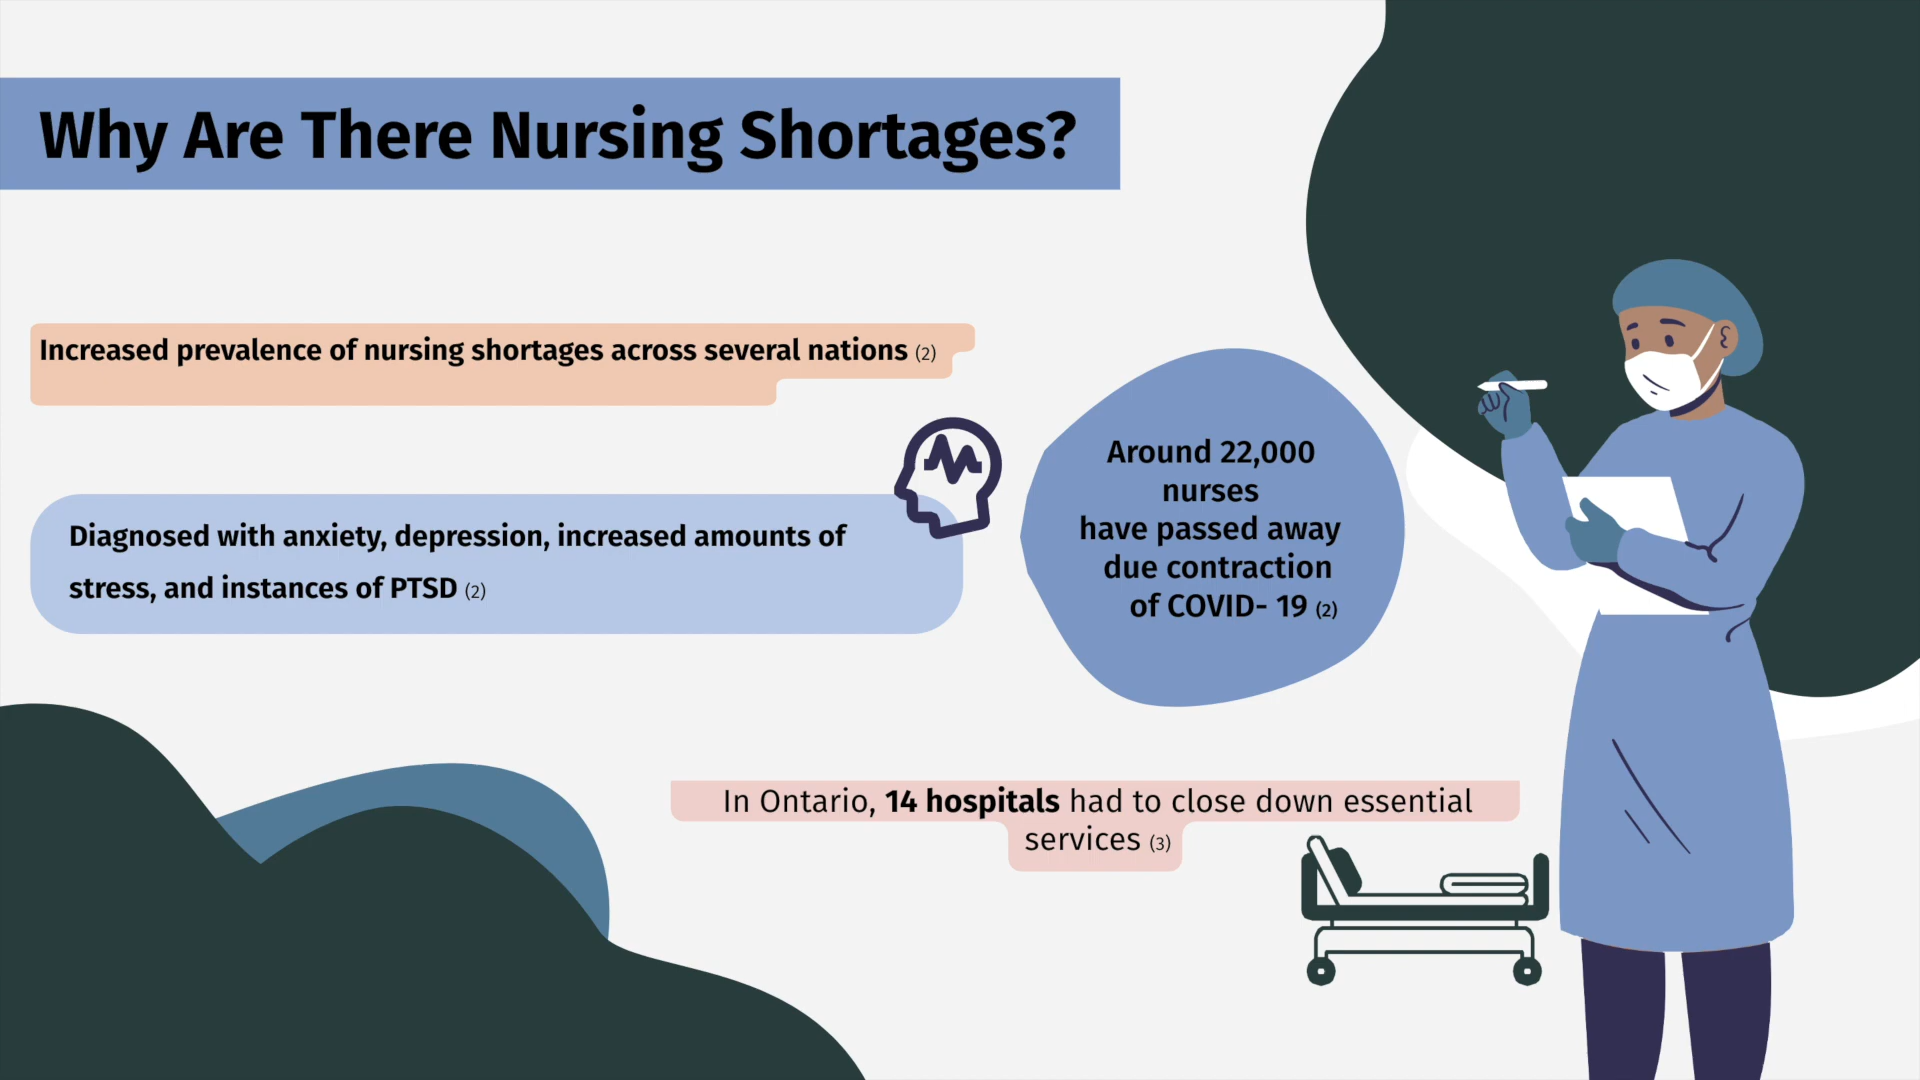 Why Are There Nursing Shortages?
Increased prevalence of nursing shortages across several nations (2)
Diagnosed with anxiety, depression, increased amounts of
stress, and instances of PTSD (2)
Around 22,000
nurses
have passed away
due contraction
of COVID- 19 (2)
In Ontario, 14 hospitals had to close down essential
services (3)